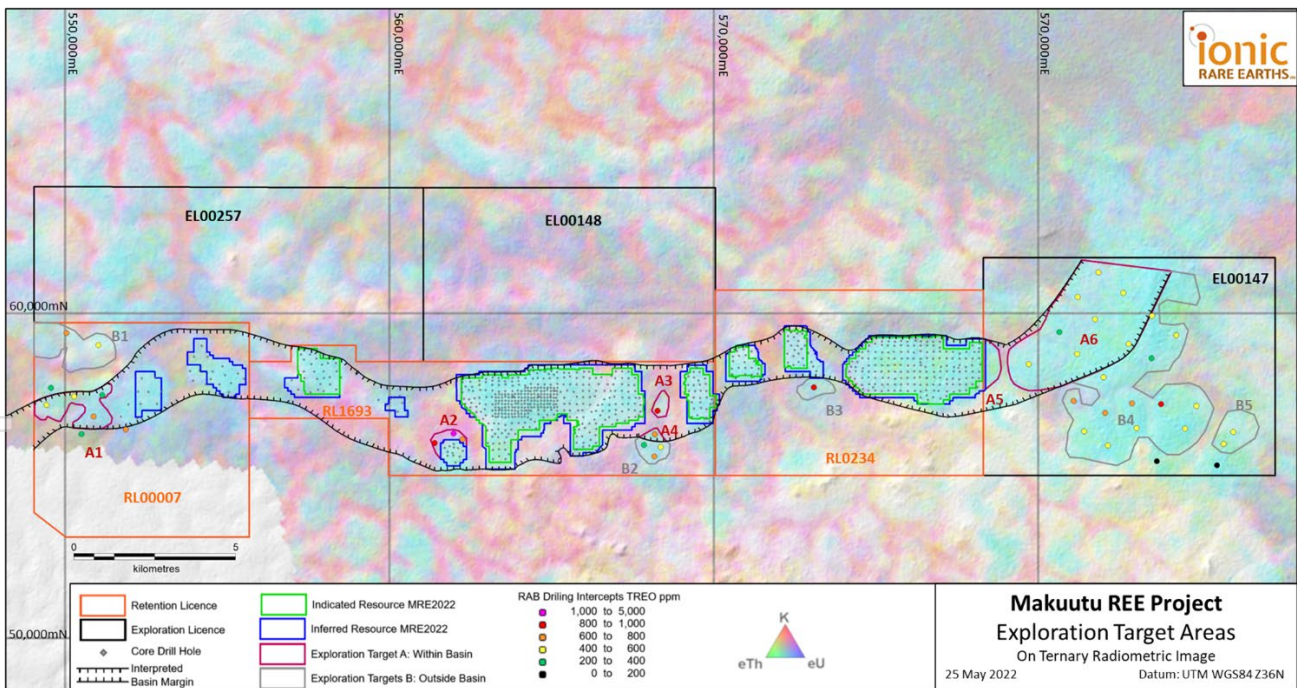 550,000mE
560,000mE
570,000mE
570,000mE
ionic
RARE EARTHS
EL00257
EL00148
EL00147
60,000mN
B1
A6
A3
A5
RL1693
A2
A4
B3
B4
B5
A1
B2
RL0234
RL00007
0 5
kilometres
50,000mN
Retention Licence
Exploration Licence
Core Drill Hole
Interpreted
Basin Margin
Indicated Resource MRE2022
Inferred Resource MRE2022
Exploration Target A: Within Basin
Exploration Targets B: Outside Basin
RAB Driling Intercepts TREO ppm
1,000 to 5,000
800 to 1,000
600 to 800
400 to 600
200 to 400
0 to 200
K
eTh eU
Makuutu REE Project
Exploration Target Areas
On Ternary Radiometric Image
25 May 2022 Datum: UTM WGS84 Z36N